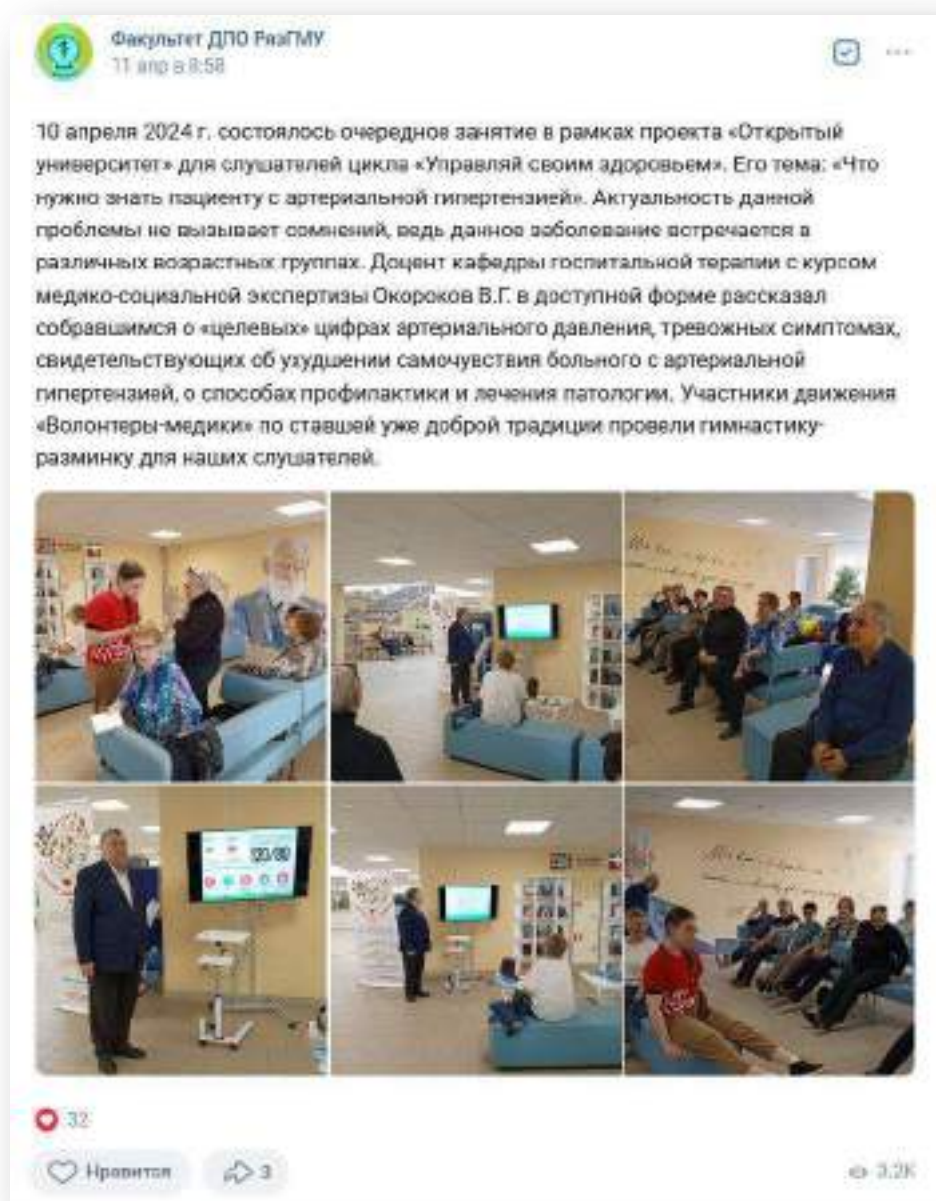 Факультет ДПО РязГМУ
11 апр в 8:58
10 апреля 2024 г. состоялось очередное занятие в рамках проекта «Открытый
университет» для слушателей цикла «Управляй своим здоровьем». Его тема: «Что
нужно знать пациенту с артериальной гипертензией». Актуальность данной
проблемы не вызывает сомнений, ведь данное заболевание встречается в
различных возрастных группах. Доцент кафедры госпитальной терапии с курсом
медико-социальной экспертизы Окороков В.Г. в доступной форме рассказал
собравшимся о «целевых» цифрах артериального давления, тревожных симптомах,
свидетельствующих об ухудшении самочувствия больного с артериальной
гипертензией, о способах профилактики и лечения патологии. Участники движения
«Волонтеры-медики» по ставшей уже доброй традиции провели гимнастику-
разминку для наших слушателей.
120/80
32
Нравится
3
3.2K